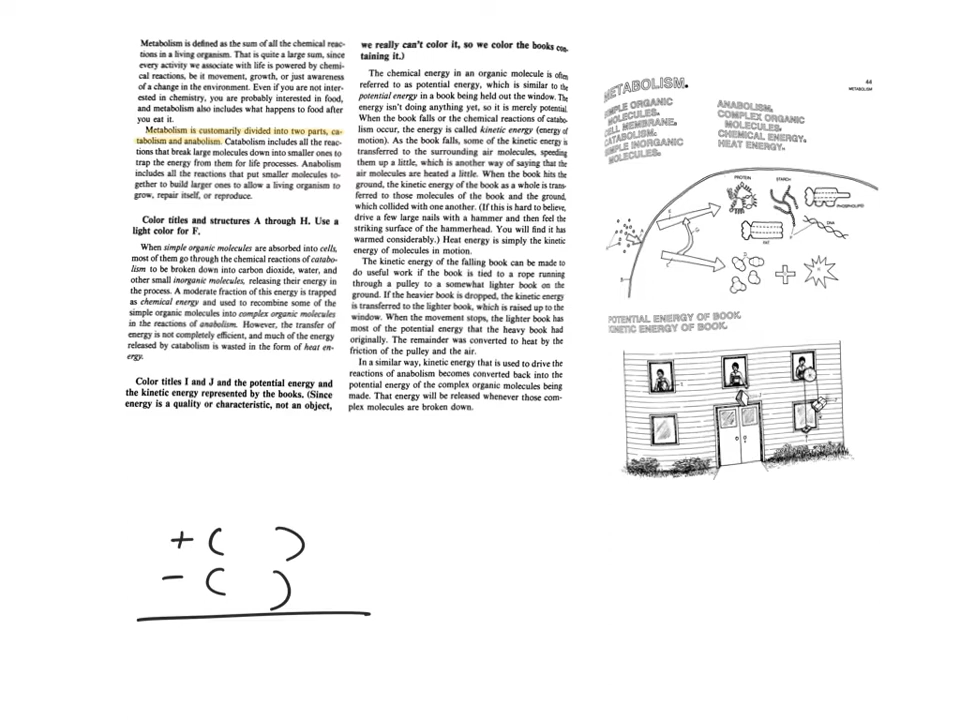 Metabolism is defined as the sum of all the chemical reac-
tions in a living organism. That is quite a large sum, since
every activity we associate with life is powered by chemi-
cal reactions, be it movement, growth, or just awareness
of a change in the environment. Even if you are not inter-
ested in chemistry, you are probably interested in food,
and metabolism also includes what happens to food after
you eat it.
Metabolism is customarily divided into two parts, ca-
tabolism and anabolism. Catabolism includes all the reac-
tions that break large molecules down into smaller ones to
trap the energy from them for life processes. Anabolism
includes all the reactions that put smaller molecules to-
gether to build larger ones to allow a living organism to
grow, repair itself, or reproduce.
Color titles and structures A through H. Use a
light color for F.
When simple organic molecules are absorbed into cells,
most of them go through the chemical reactions of catabo-
lism to be broken down into carbon dioxide, water, and
other small inorganic molecules, releasing their energy in
the process. A moderate fraction of this energy is trapped
as chemical energy and used to recombine some of the
simple organic molecules into complex organic molecules
in the reactions of anabolism. However, the transfer of
energy is not completely efficient, and much of the energy
released by catabolism is wasted in the form of heat en-
ergy.
Color titles I and J and the potential energy and
the kinetic energy represented by the books. (Since
energy is a quality or characteristic, not an object,
we really can't color it, so we color the books con-
taining it.)
The chemical energy in an organic molecule is often
referred to as potential energy, which is similar to the
potential energy in a book being held out the window. The
energy isn't doing anything yet, so it is merely potential.
When the book falls or the chemical reactions of catabo-
lism occur, the energy is called kinetic energy (energy of
motion). As the book falls, some of the kinetic energy is
transferred to the surrounding air molecules, speeding
them up a little, which is another way of saying that the
air molecules are heated a little. When the book hits the
ground, the kinetic energy of the book as a whole is trans-
ferred to those molecules of the book and the ground,
which collided with one another. (If this is hard to believe,
drive a few large nails with a hammer and then feel the
striking surface of the hammerhead. You will find it has
warmed considerably.) Heat energy is simply the kinetic
energy of molecules in motion.
The kinetic energy of the falling book can be made to
do useful work if the book is tied to a rope running
through a pulley to a somewhat lighter book on the
ground. If the heavier book is dropped, the kinetic energy
is transferred to the lighter book, which is raised up to the
window. When the movement stops, the lighter book has
most of the potential energy that the heavy book had
originally. The remainder was converted to heat by the
friction of the pulley and the air.
In a similar way, kinetic energy that is used to drive the
reactions of anabolism becomes converted back into the
potential energy of the complex organic molecules being
made. That energy will be released whenever those com-
plex molecules are broken down.
44
METABOLISM
METABOLISM.
MPLE ORGANIC
MOLECULES.
CELL MEMBRANE.
CATABOLISM.
IMPLE INORGANIC
MOLECULES.
ANABOLISM.
COMPLEX ORGANIC
MOLECULES.
CHEMICAL ENERGY.
HEAT ENERGY.
PROTEIN
STARCH
PHOSPHOLIPID
FAT
DNA
POTENTIAL ENERGY OF BOOK
KINETIC ENERGY OF BOOK
+ ( )
− ( )